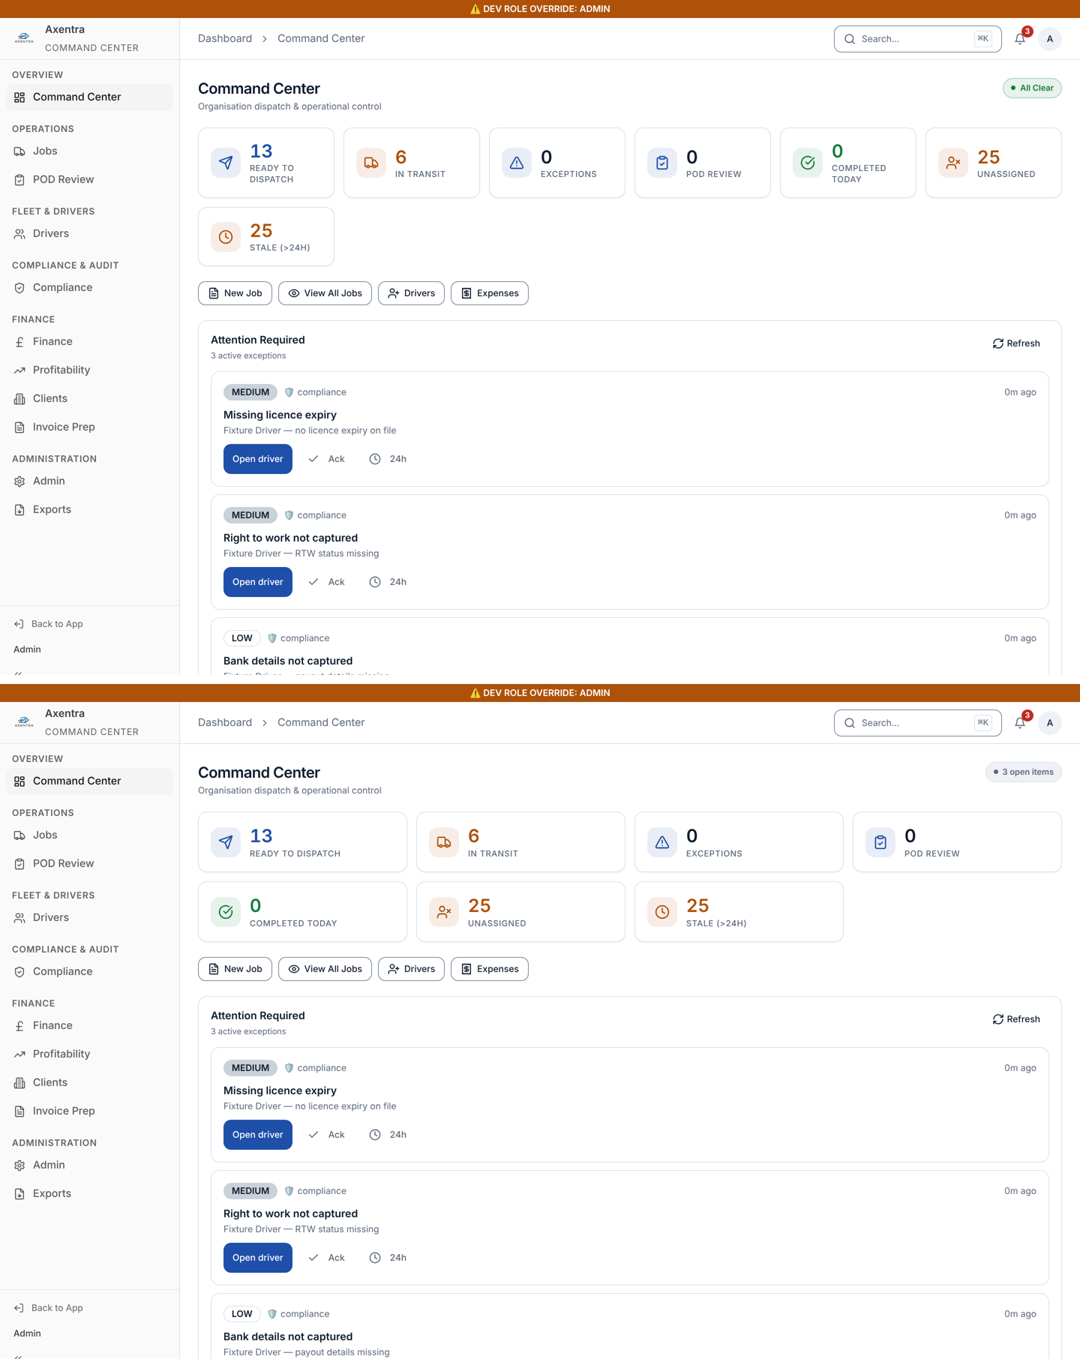 ⚠️ DEV ROLE OVERRIDE: ADMIN
AXENTRA
Axentra
COMMAND CENTER
Dashboard > Command Center
Search...
⌘K
3
A
OVERVIEW
Command Center
OPERATIONS
Jobs
POD Review
FLEET & DRIVERS
Drivers
COMPLIANCE & AUDIT
Compliance
FINANCE
Finance
Profitability
Clients
Invoice Prep
ADMINISTRATION
Admin
Exports
Back to App
Admin
Command Center
All Clear
Organisation dispatch & operational control
13
READY TO
DISPATCH
6
IN TRANSIT
0
EXCEPTIONS
0
POD REVIEW
0
COMPLETED
TODAY
25
UNASSIGNED
25
STALE (>24H)
New Job
View All Jobs
Drivers
Expenses
Attention Required
3 active exceptions
Refresh
MEDIUM compliance
0m ago
Missing licence expiry
Fixture Driver — no licence expiry on file
Open driver
Ack
24h
MEDIUM compliance
0m ago
Right to work not captured
Fixture Driver — RTW status missing
Open driver
Ack
24h
LOW compliance
0m ago
Bank details not captured
Fixture Driver — payout details missing
⚠️ DEV ROLE OVERRIDE: ADMIN
AXENTRA
Axentra
COMMAND CENTER
Dashboard > Command Center
Search...
⌘K
3
A
OVERVIEW
Command Center
OPERATIONS
Jobs
POD Review
FLEET & DRIVERS
Drivers
COMPLIANCE & AUDIT
Compliance
FINANCE
Finance
Profitability
Clients
Invoice Prep
ADMINISTRATION
Admin
Exports
Back to App
Admin
Command Center
3 open items
Organisation dispatch & operational control
13
READY TO DISPATCH
6
IN TRANSIT
0
EXCEPTIONS
0
POD REVIEW
0
COMPLETED TODAY
25
UNASSIGNED
25
STALE (>24H)
New Job
View All Jobs
Drivers
Expenses
Attention Required
3 active exceptions
Refresh
MEDIUM compliance
0m ago
Missing licence expiry
Fixture Driver — no licence expiry on file
Open driver
Ack
24h
MEDIUM compliance
0m ago
Right to work not captured
Fixture Driver — RTW status missing
Open driver
Ack
24h
LOW compliance
0m ago
Bank details not captured
Fixture Driver — payout details missing